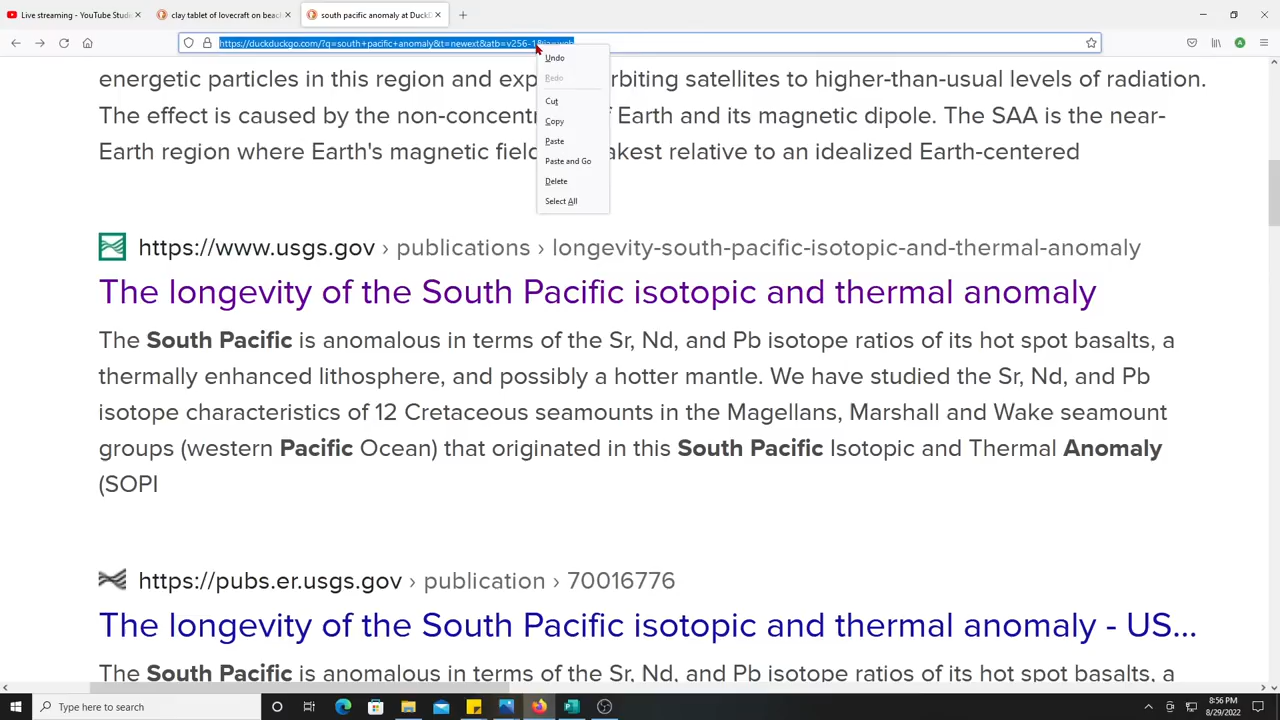 Live streaming - YouTube Studi
clay tablet of lovecraft on beac
south pacific anomaly at DuckD
https://duckduckgo.com/?q=south+pacific+anomaly&t=newext&atb=v256-1
Undo
Redo
Cut
Copy
Paste
Paste and Go
Delete
Select All
energetic particles in this region and exp rbiting satellites to higher-than-usual levels of radiation.
The effect is caused by the non-concent f Earth and its magnetic dipole. The SAA is the near-
Earth region where Earth's magnetic field akest relative to an idealized Earth-centered
https://www.usgs.gov › publications › longevity-south-pacific-isotopic-and-thermal-anomaly
The longevity of the South Pacific isotopic and thermal anomaly
The South Pacific is anomalous in terms of the Sr, Nd, and Pb isotope ratios of its hot spot basalts, a
thermally enhanced lithosphere, and possibly a hotter mantle. We have studied the Sr, Nd, and Pb
isotope characteristics of 12 Cretaceous seamounts in the Magellans, Marshall and Wake seamount
groups (western Pacific Ocean) that originated in this South Pacific Isotopic and Thermal Anomaly
(SOPI
https://pubs.er.usgs.gov › publication › 70016776
The longevity of the South Pacific isotopic and thermal anomaly - US...
The South Pacific is anomalous in terms of the Sr, Nd, and Pb isotope ratios of its hot spot basalts, a
Type here to search
8:56 PM
8/29/2022